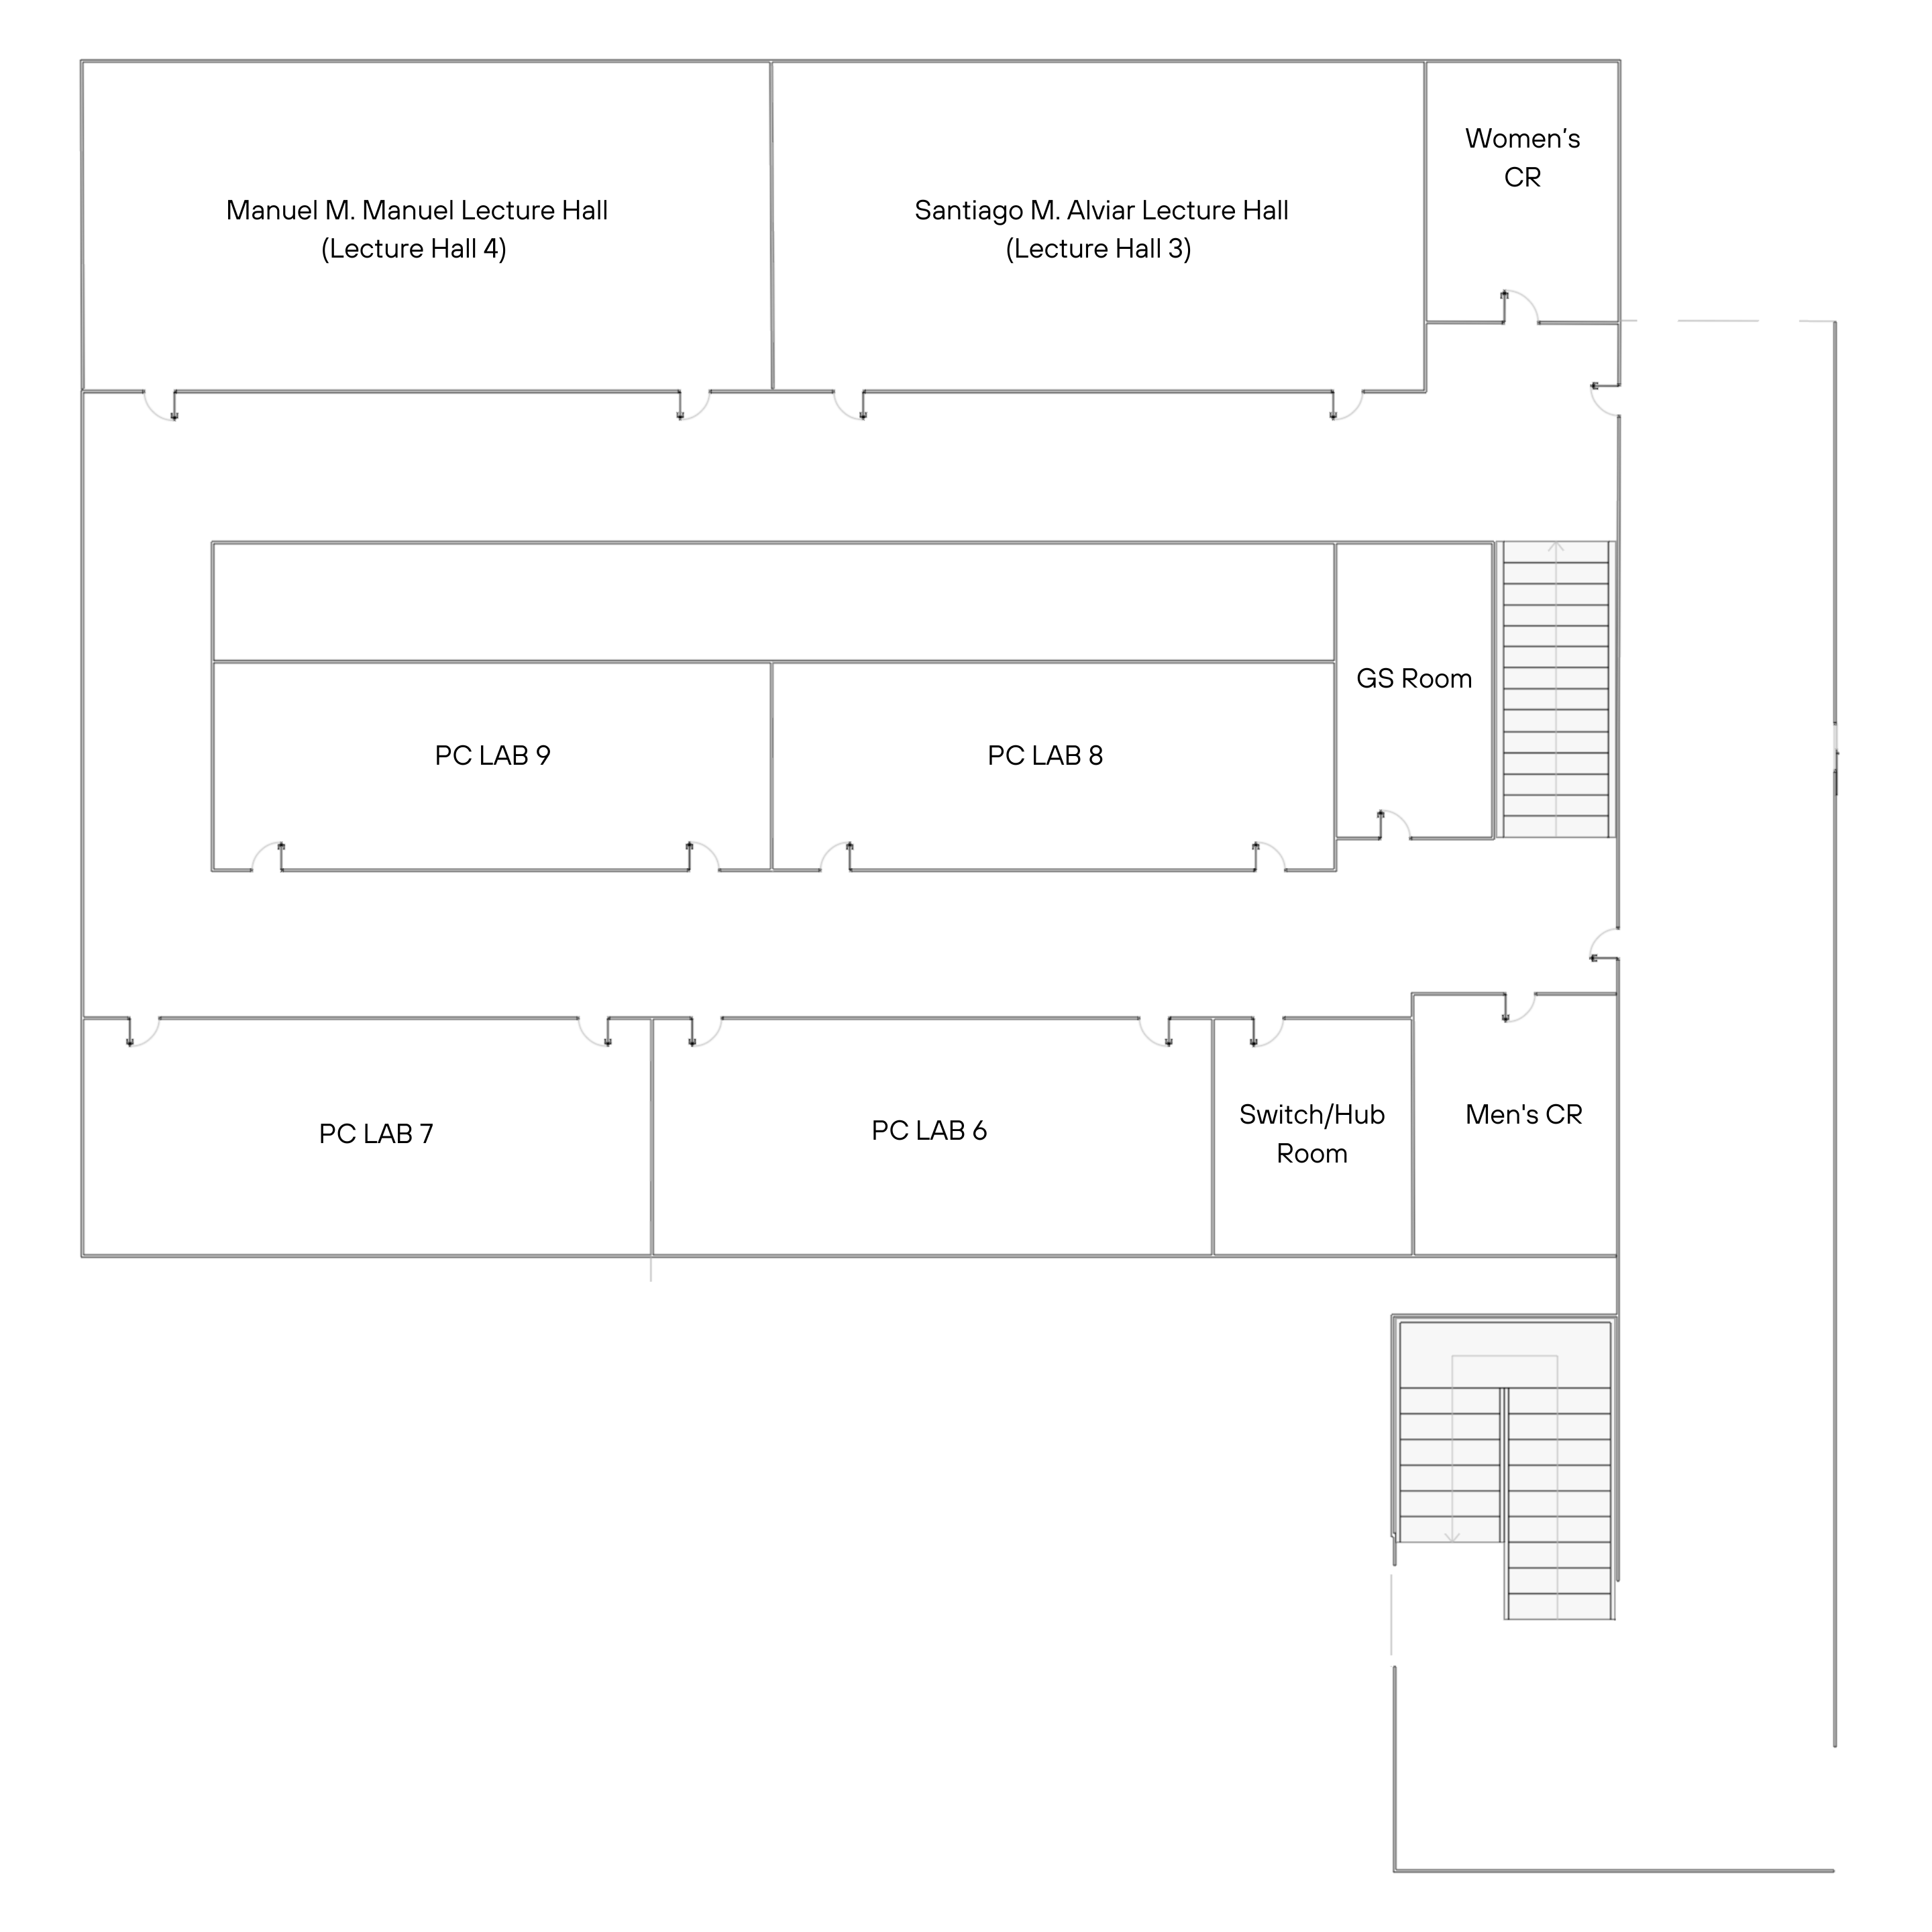 Women's
CR
Manuel M. Manuel Lecture Hall
(Lecture Hall 4)
Santiago M. Alviar Lecture Hall
(Lecture Hall 3)
GS Room
PC LAB 9
PC LAB 8
PC LAB 7
PC LAB 6
Switch/Hub
Room
Men's CR